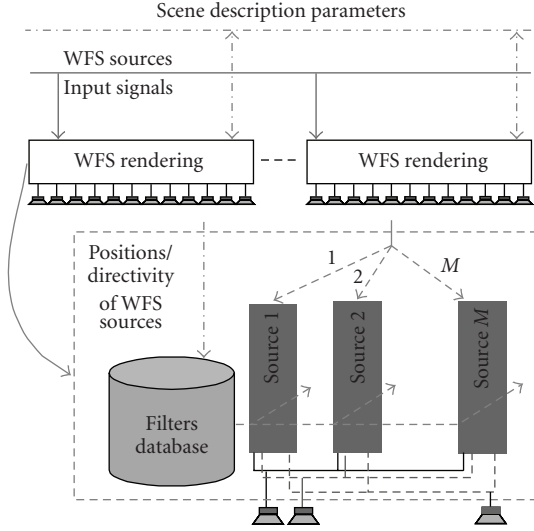 Scene description parameters
WFS sources
Input signals
WFS rendering
WFS rendering
Positions/
directivity
of WFS
sources
1
2
M
Source 1
Source 2
Source M
Filters
database